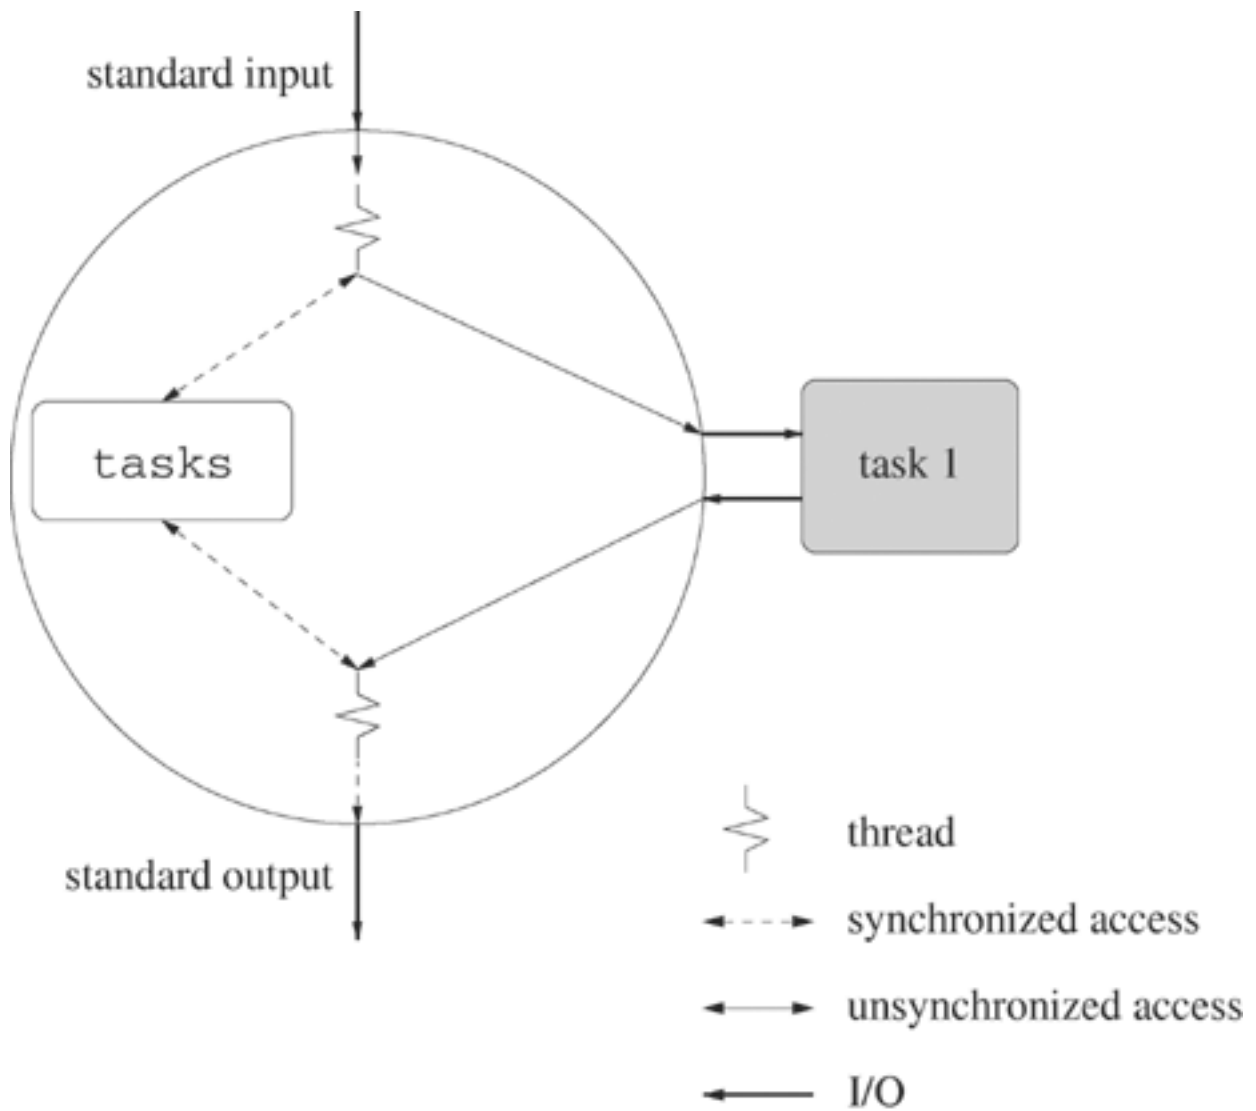 standard input
tasks
task 1
standard output
thread
synchronized access
unsynchronized access
I/O